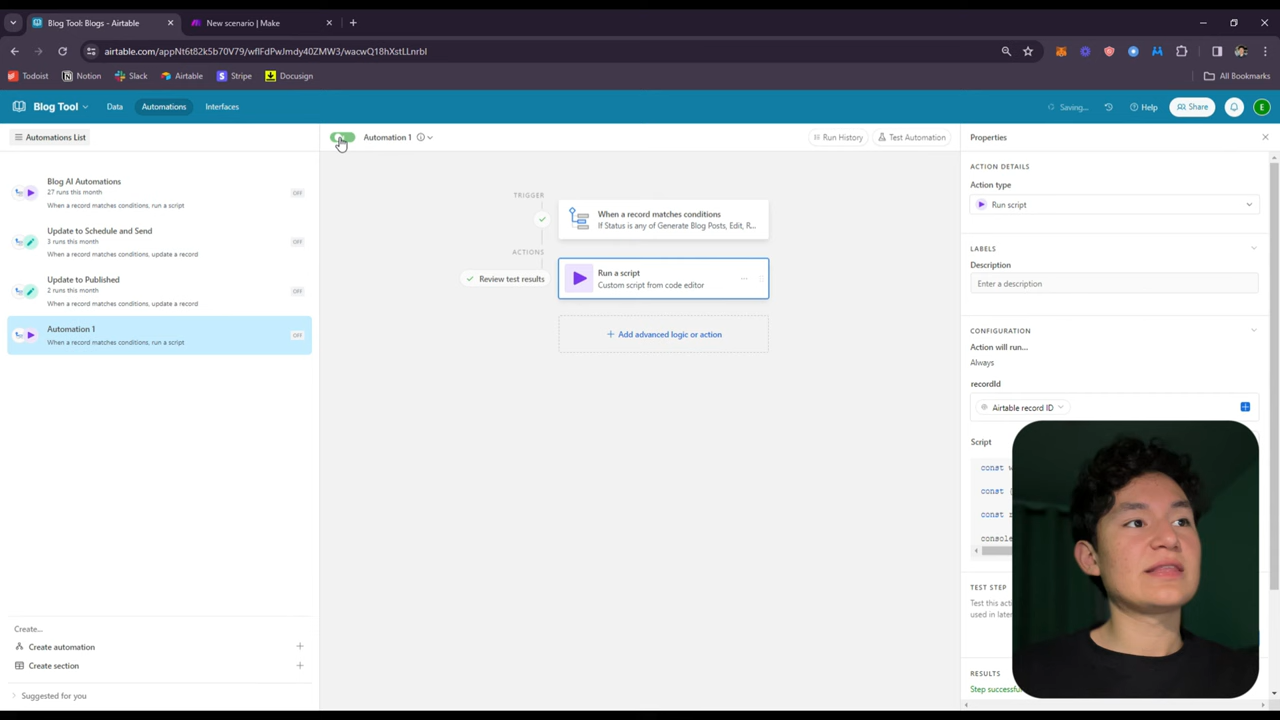 Blog Tool: Blogs - Airtable
New scenario | Make
airtable.com/appNt6t82k5b70V79/wflFdPwJmdy40ZMW3/wacwQ18hXstLLnrbI
Todoist
Notion
Slack
Airtable
Stripe
Docusign
All Bookmarks
Blog Tool
Data
Automations
Interfaces
Saving...
Help
Share
E
Automations List
Automation 1
Run History
Test Automation
Properties
Blog AI Automations
27 runs this month
When a record matches conditions, run a script
OFF
Update to Schedule and Send
3 runs this month
When a record matches conditions, update a record
OFF
Update to Published
2 runs this month
When a record matches conditions, update a record
OFF
Automation 1
When a record matches conditions, run a script
OFF
TRIGGER
When a record matches conditions
If Status is any of Generate Blog Posts, Edit, R...
ACTIONS
Review test results
Run a script
Custom script from code editor
Add advanced logic or action
ACTION DETAILS
Action type
Run script
LABELS
Description
Enter a description
CONFIGURATION
Action will run...
Always
recordId
Airtable record ID
Script
const
const
const
console
TEST STEP
Test this
used in later
RESULTS
Step successfu
Create...
Create automation
Create section
Suggested for you